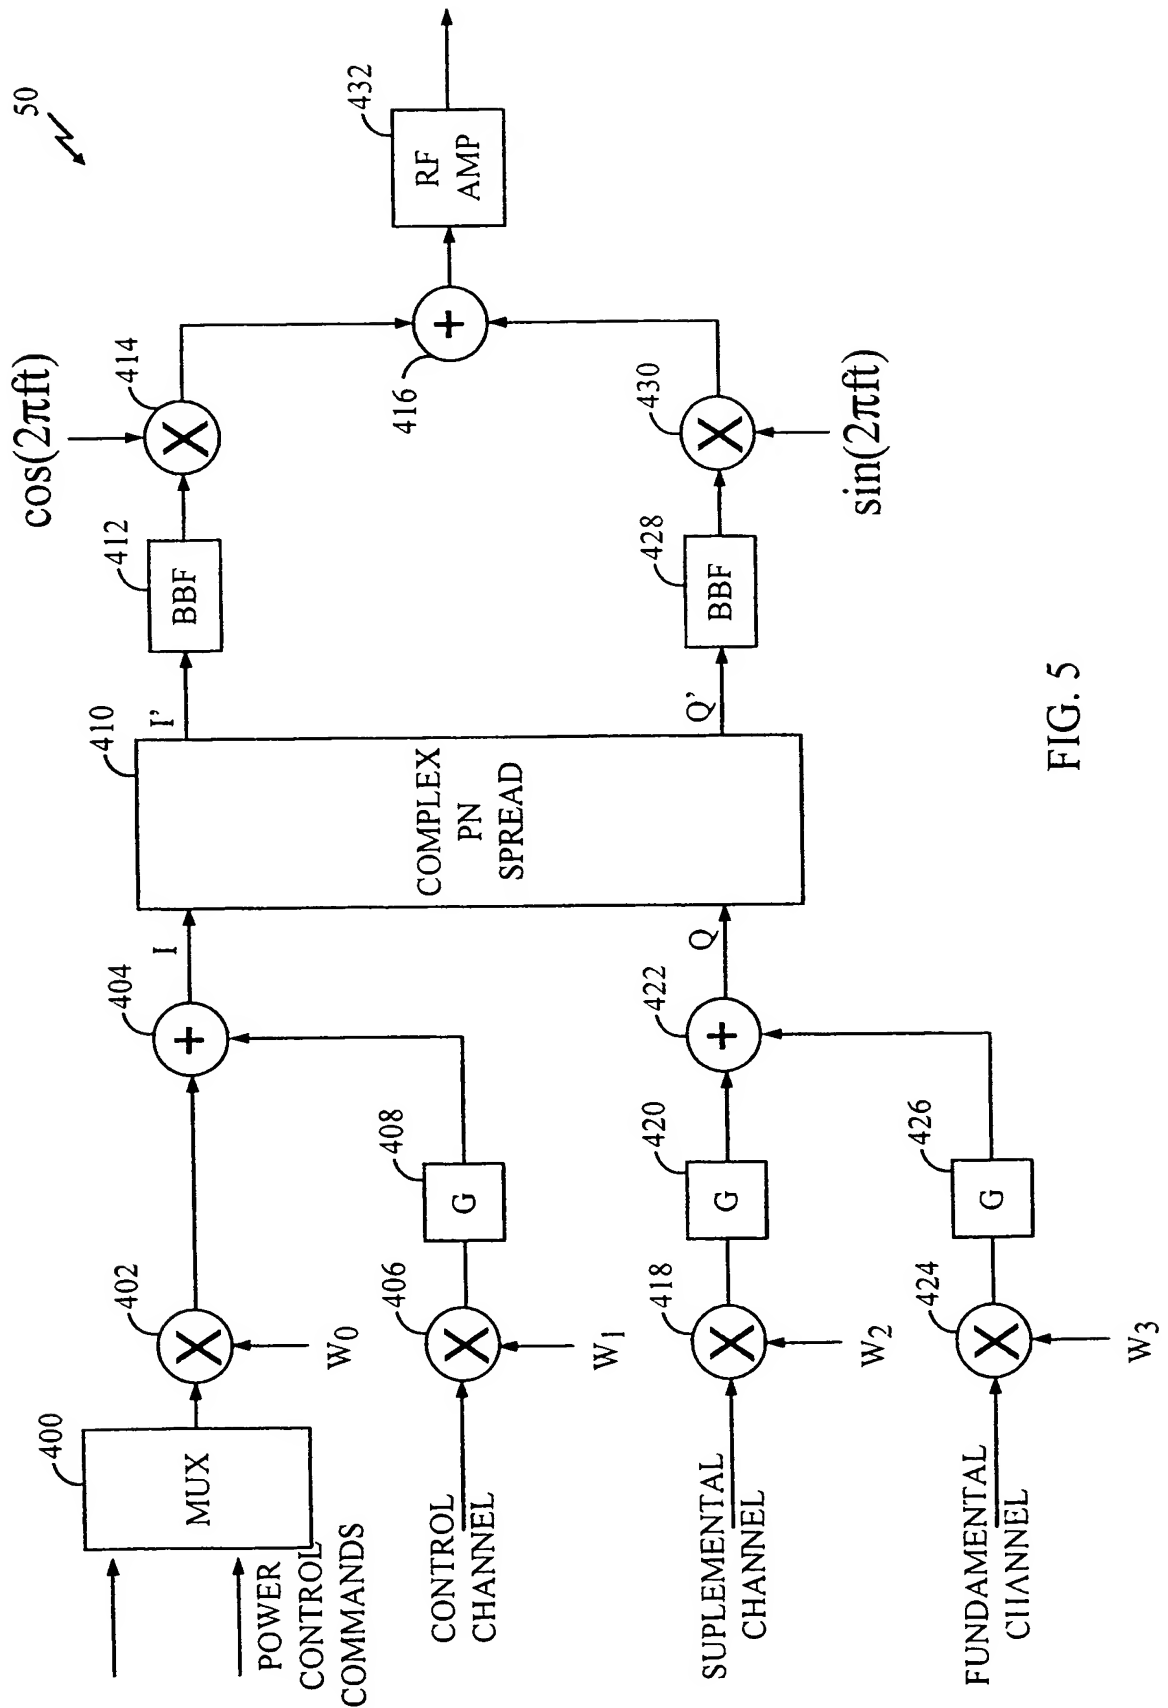 50
432
RF
AMP
cos(2πft)
414
+
416
430
sin(2πft)
412
BBF
428
BBF
I'
Q'
410
COMPLEX
PN
SPREAD
I
Q
404
+
422
+
408
G
420
G
426
G
402
X
W0
406
X
W1
418
X
W2
424
X
W3
400
MUX
POWER
CONTROL
COMMANDS
CONTROL
CHANNEL
SUPLEMENTAL
CHANNEL
FUNDAMENTAL
CHANNEL
FIG. 5